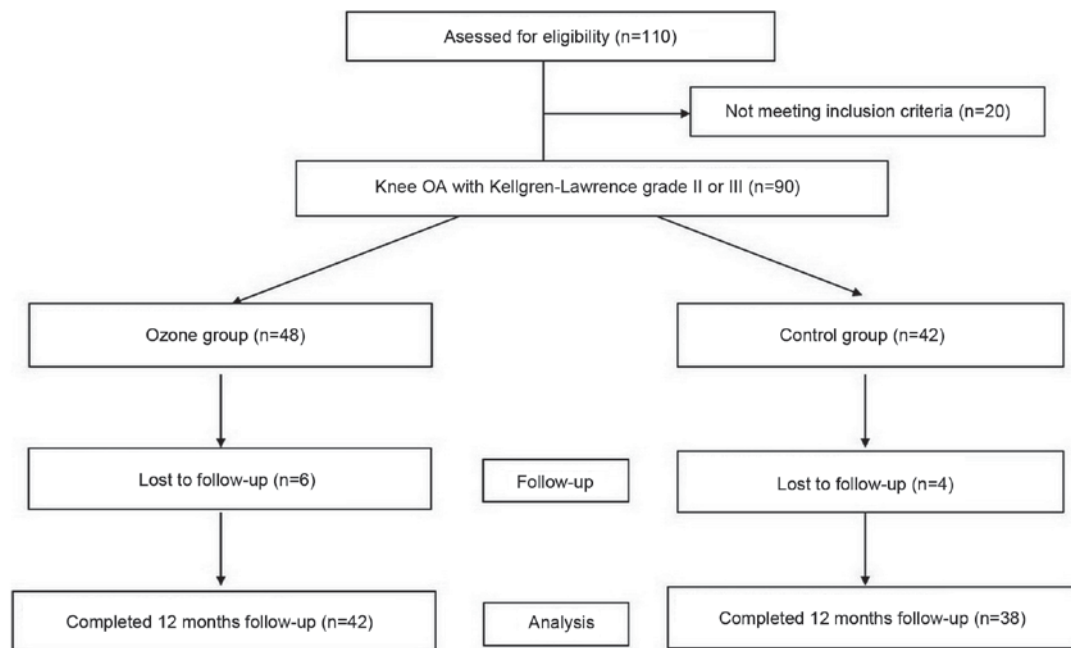 Asessed for eligibility (n=110)
Not meeting inclusion criteria (n=20)
Knee OA with Kellgren-Lawrence grade II or III (n=90)
Ozone group (n=48)
Control group (n=42)
Lost to follow-up (n=6)
Follow-up
Lost to follow-up (n=4)
Completed 12 months follow-up (n=42)
Analysis
Completed 12 months follow-up (n=38)